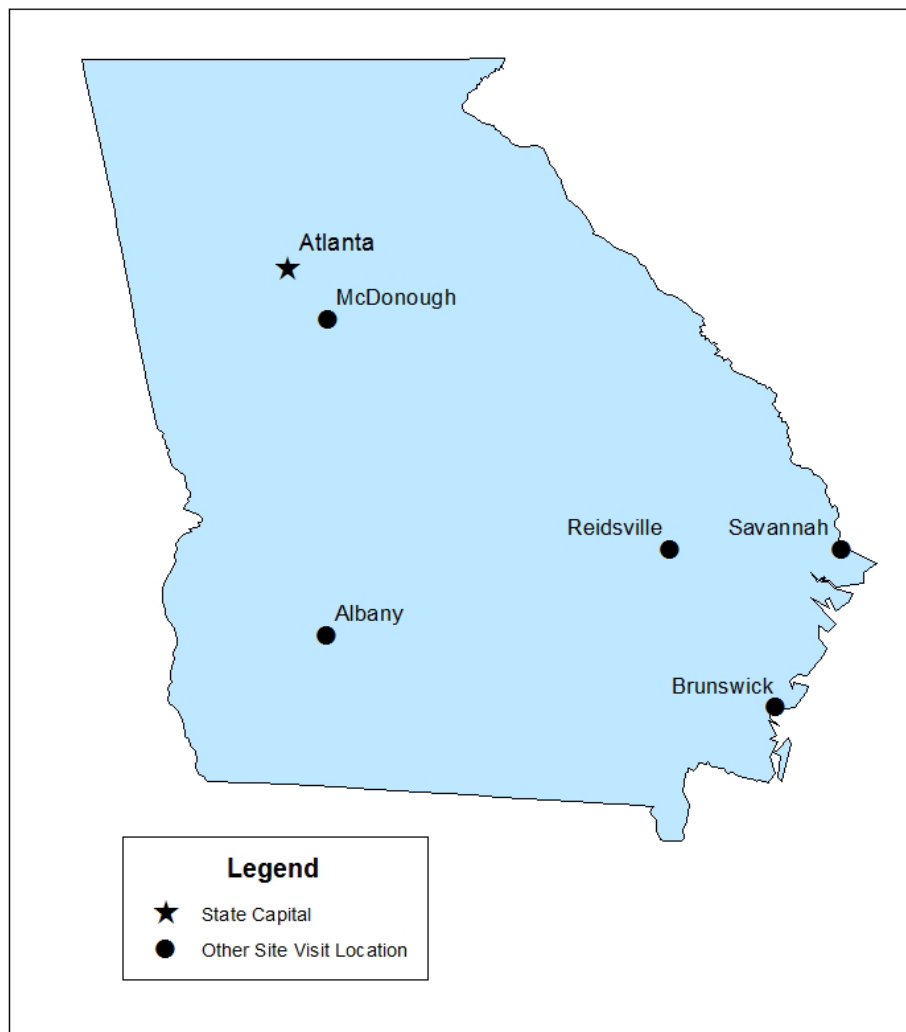 Atlanta
McDonough
Reidsville
Savannah
Albany
Brunswick
Legend
State Capital
Other Site Visit Location